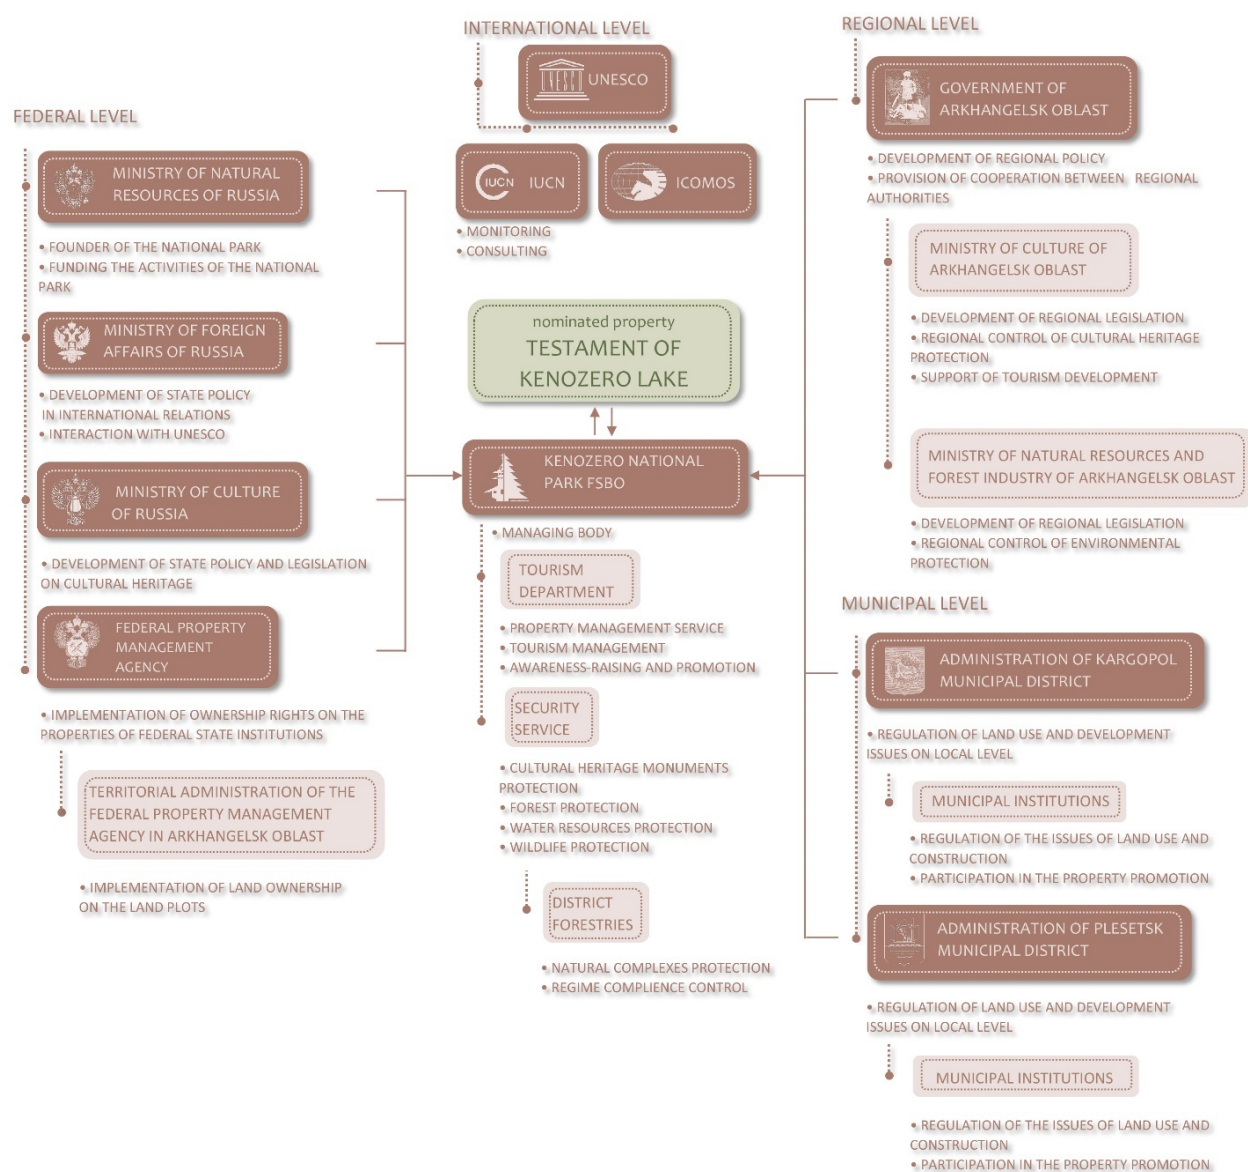 INTERNATIONAL LEVEL
UNESCO
UNESCO
IUCN
IUCN
ICOMOS
• MONITORING
• CONSULTING
FEDERAL LEVEL
MINISTRY OF NATURAL
RESOURCES OF RUSSIA
• FOUNDER OF THE NATIONAL PARK
• FUNDING THE ACTIVITIES OF THE NATIONAL
PARK
MINISTRY OF FOREIGN
AFFAIRS OF RUSSIA
• DEVELOPMENT OF STATE POLICY
IN INTERNATIONAL RELATIONS
• INTERACTION WITH UNESCO
MINISTRY OF CULTURE
OF RUSSIA
• DEVELOPMENT OF STATE POLICY AND LEGISLATION
ON CULTURAL HERITAGE
FEDERAL PROPERTY
MANAGEMENT
AGENCY
• IMPLEMENTATION OF OWNERSHIP RIGHTS ON THE
PROPERTIES OF FEDERAL STATE INSTITUTIONS
TERRITORIAL ADMINISTRATION OF THE
FEDERAL PROPERTY MANAGEMENT
AGENCY IN ARKHANGELSK OBLAST
• IMPLEMENTATION OF LAND OWNERSHIP
ON THE LAND PLOTS
nominated property
TESTAMENT OF
KENOZERO LAKE
KENOZERO NATIONAL
PARK FSBO
• MANAGING BODY
TOURISM
DEPARTMENT
• PROPERTY MANAGEMENT SERVICE
• TOURISM MANAGEMENT
• AWARENESS-RAISING AND PROMOTION
SECURITY
SERVICE
• CULTURAL HERITAGE MONUMENTS
PROTECTION
• FOREST PROTECTION
• WATER RESOURCES PROTECTION
• WILDLIFE PROTECTION
DISTRICT
FORESTRIES
• NATURAL COMPLEXES PROTECTION
• REGIME COMPLIENCE CONTROL
REGIONAL LEVEL
GOVERNMENT OF
ARKHANGELSK OBLAST
• DEVELOPMENT OF REGIONAL POLICY
• PROVISION OF COOPERATION BETWEEN REGIONAL
AUTHORITIES
MINISTRY OF CULTURE OF
ARKHANGELSK OBLAST
• DEVELOPMENT OF REGIONAL LEGISLATION
• REGIONAL CONTROL OF CULTURAL HERITAGE
PROTECTION
• SUPPORT OF TOURISM DEVELOPMENT
MINISTRY OF NATURAL RESOURCES AND
FOREST INDUSTRY OF ARKHANGELSK OBLAST
• DEVELOPMENT OF REGIONAL LEGISLATION
• REGIONAL CONTROL OF ENVIRONMENTAL
PROTECTION
MUNICIPAL LEVEL
ADMINISTRATION OF KARGOPOL
MUNICIPAL DISTRICT
• REGULATION OF LAND USE AND DEVELOPMENT
ISSUES ON LOCAL LEVEL
MUNICIPAL INSTITUTIONS
• REGULATION OF THE ISSUES OF LAND USE AND
CONSTRUCTION
• PARTICIPATION IN THE PROPERTY PROMOTION
ADMINISTRATION OF PLESETSK
MUNICIPAL DISTRICT
• REGULATION OF LAND USE AND DEVELOPMENT
ISSUES ON LOCAL LEVEL
MUNICIPAL INSTITUTIONS
• REGULATION OF THE ISSUES OF LAND USE AND
CONSTRUCTION
• PARTICIPATION IN THE PROPERTY PROMOTION